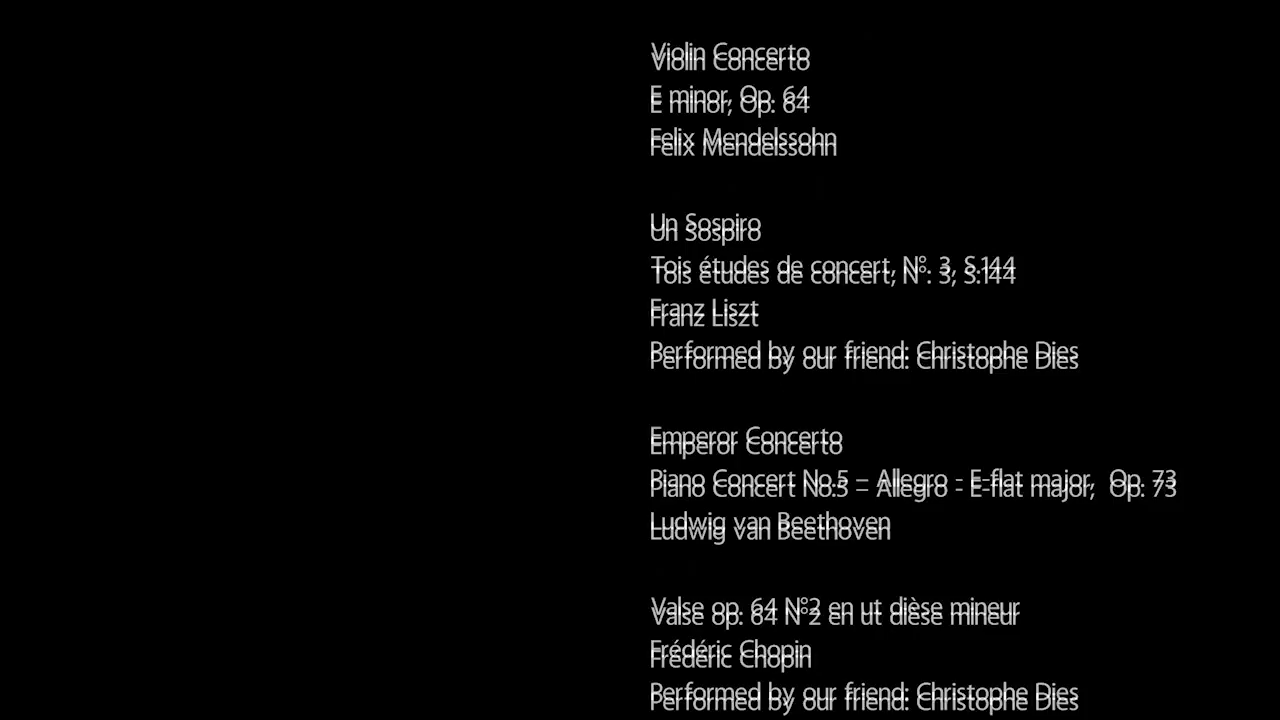 Violin Concerto
E minor, Op. 64
Felix Mendelssohn
Un Sospiro
Tois études de concert, N°. 3, S.144
Franz Liszt
Performed by our friend: Christophe Dies
Emperor Concerto
Piano Concert No.5 – Allegro - E-flat major,  Op. 73
Ludwig van Beethoven
Valse op. 64 N°2 en ut dièse mineur
Frédéric Chopin
Performed by our friend: Christophe Dies